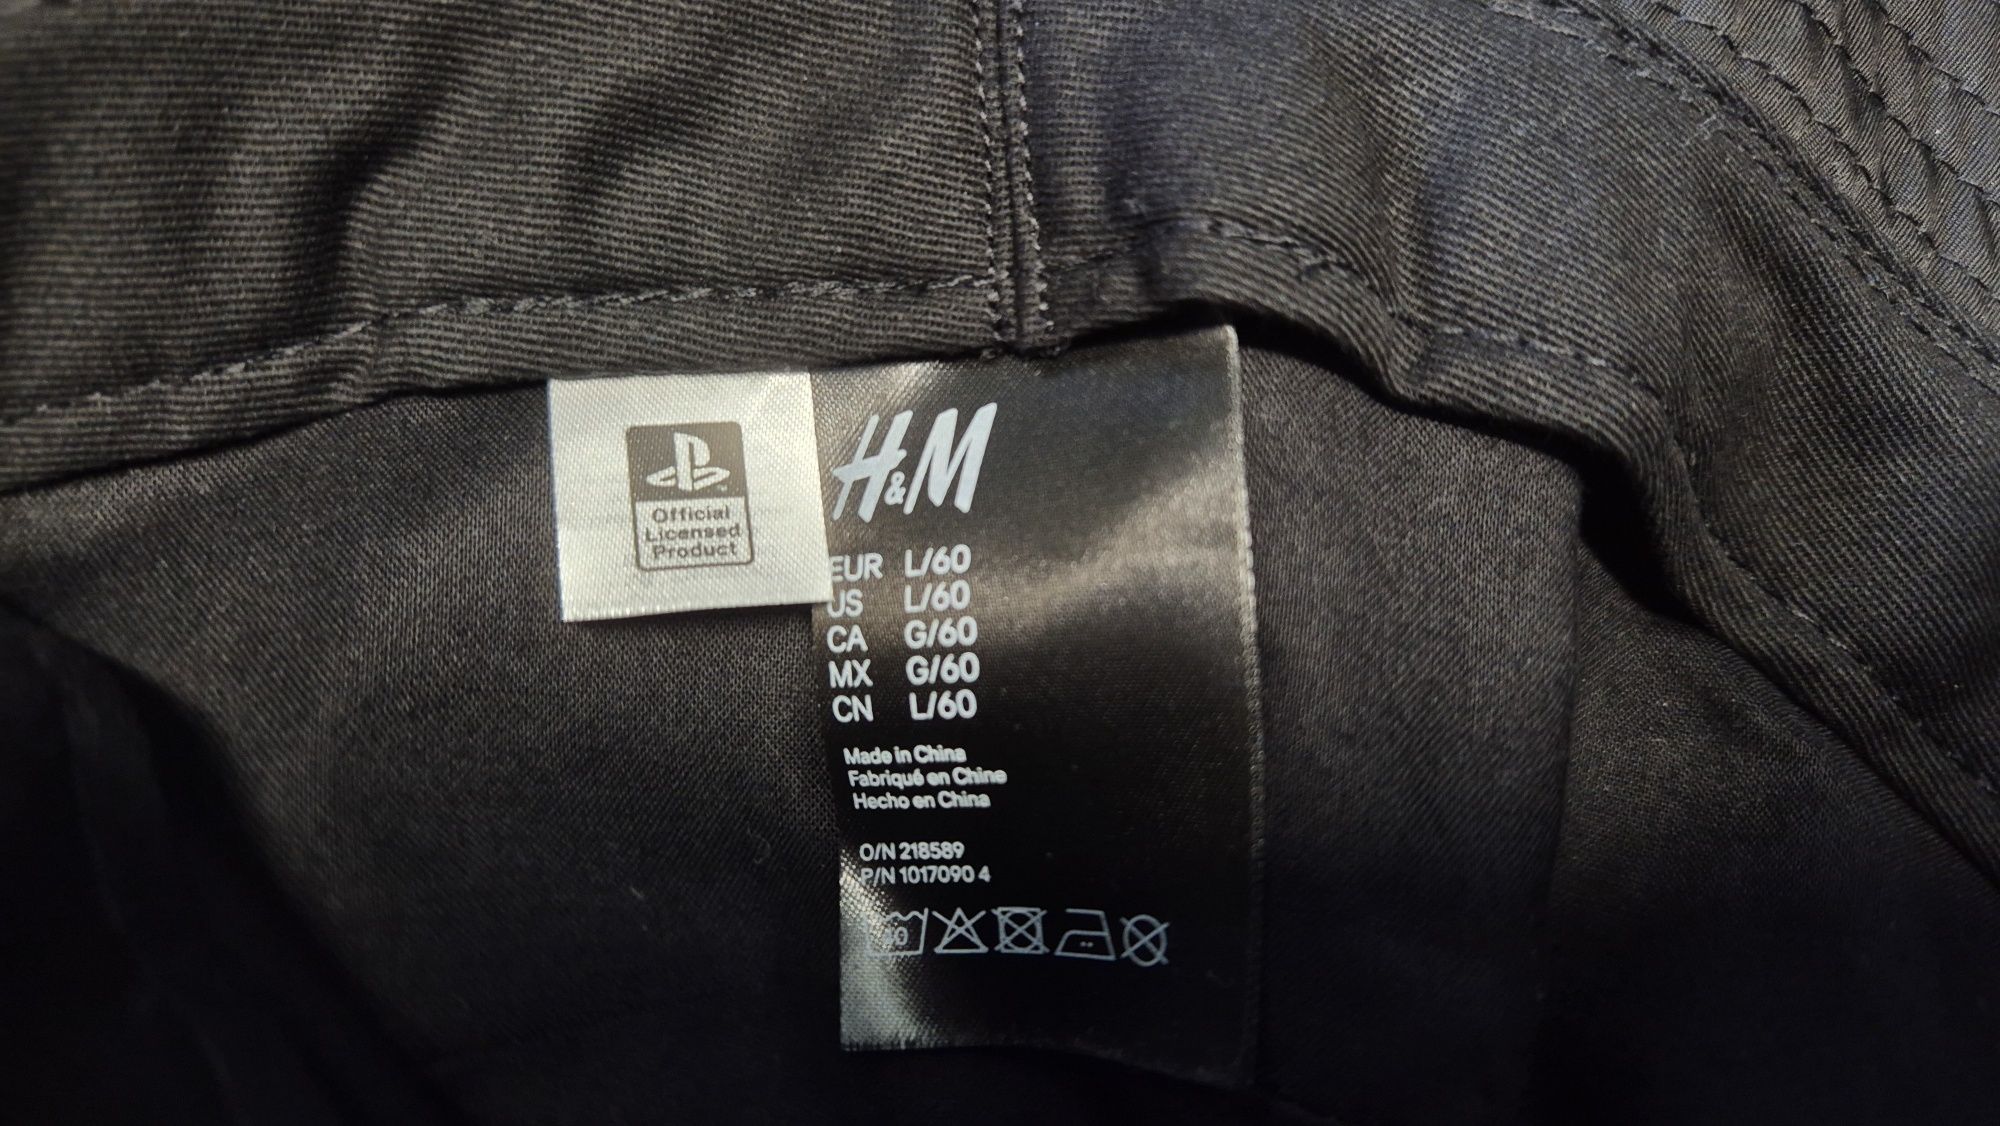 Official
Licensed
Product
H&M
EUR L/60
US L/60
CA G/60
MX G/60
CN L/60
Made in China
Fabriqué en Chine
Hecho en China
O/N 218589
P/N 1017090 4
40